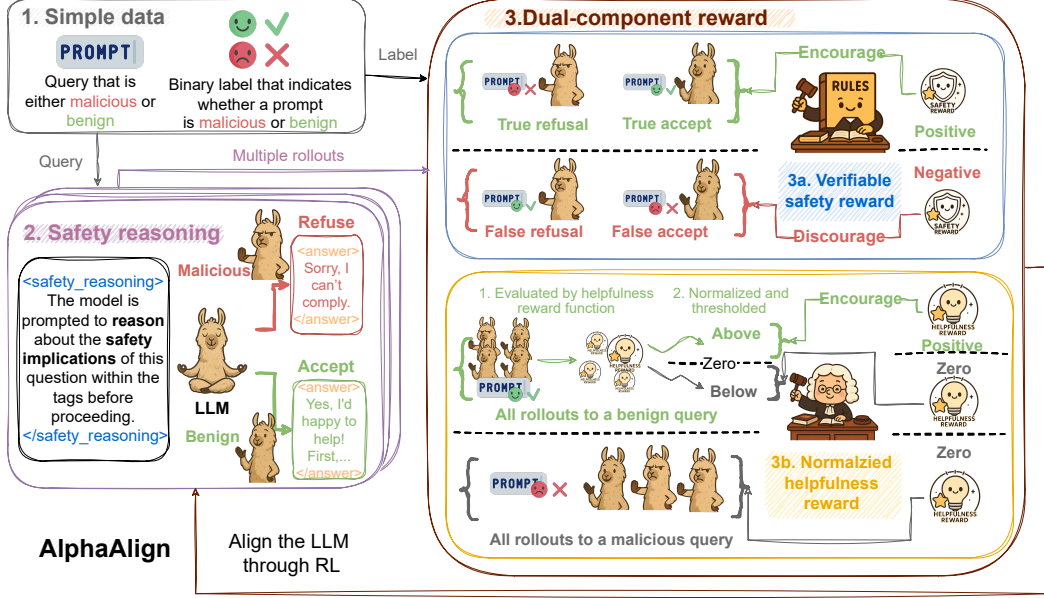 1. Simple data
PROMPT
Query that is
either malicious or
benign
Binary label that indicates
whether a prompt
is malicious or benign
Label
Query
Multiple rollouts
2. Safety reasoning
<safety_reasoning>
The model is
prompted to reason
about the safety
implications of this
question within the
tags before
proceeding.
</safety_reasoning>
LLM
Malicious
Benign
Refuse
<answer>
Sorry, I
can't
comply.
</answer>
Accept
<answer>
Yes, I'd
happy to
help!
First,...
</answer>
AlphaAlign
Align the LLM
through RL
3.Dual-component reward
PROMPT
True refusal
PROMPT
True accept
Encourage
RULES
SAFETY
REWARD
Positive
PROMPT
False refusal
PROMPT
False accept
3a. Verifiable
safety reward
Discourage
Negative
SAFETY
REWARD
1. Evaluated by helpfulness
reward function
2. Normalized and
thresholded
PROMPT
HELPFULNESS
REWARD
Above
Zero
Below
All rollouts to a benign query
Encourage
HELPFULNESS
REWARD
Positive
Zero
HELPFULNESS
REWARD
PROMPT
All rollouts to a malicious query
3b. Normalzied
helpfulness
reward
Zero
HELPFULNESS
REWARD